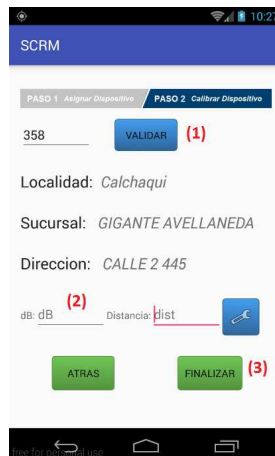 10:27
SCRM
PASO 1 Asignar Dispositivo PASO 2 Calibrar Dispositivo
358 VALIDAR (1)
Localidad: Calchaqui
Sucursal: GIGANTE AVELLANEDA
Direccion: CALLE 2 445
(2)
dB: dB Distancia: dist
ATRAS FINALIZAR (3)
free for personal use